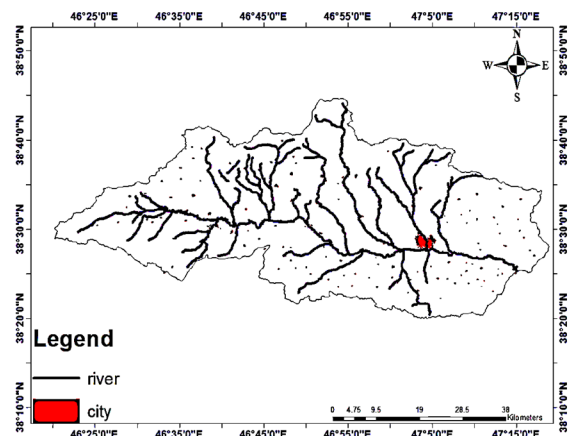 46°25'0"E 46°35'0"E 46°45'0"E 46°55'0"E 47°5'0"E 47°15'0"E
N
W E
S
38°50'0"N 38°50'0"N
38°40'0"N 38°40'0"N
38°30'0"N 38°30'0"N
38°20'0"N 38°20'0"N
38°10'0"N 38°10'0"N
Legend
river
city
0 4.75 9.5 19 28.5 38
Kilometers
46°25'0"E 46°35'0"E 46°45'0"E 46°55'0"E 47°5'0"E 47°15'0"E